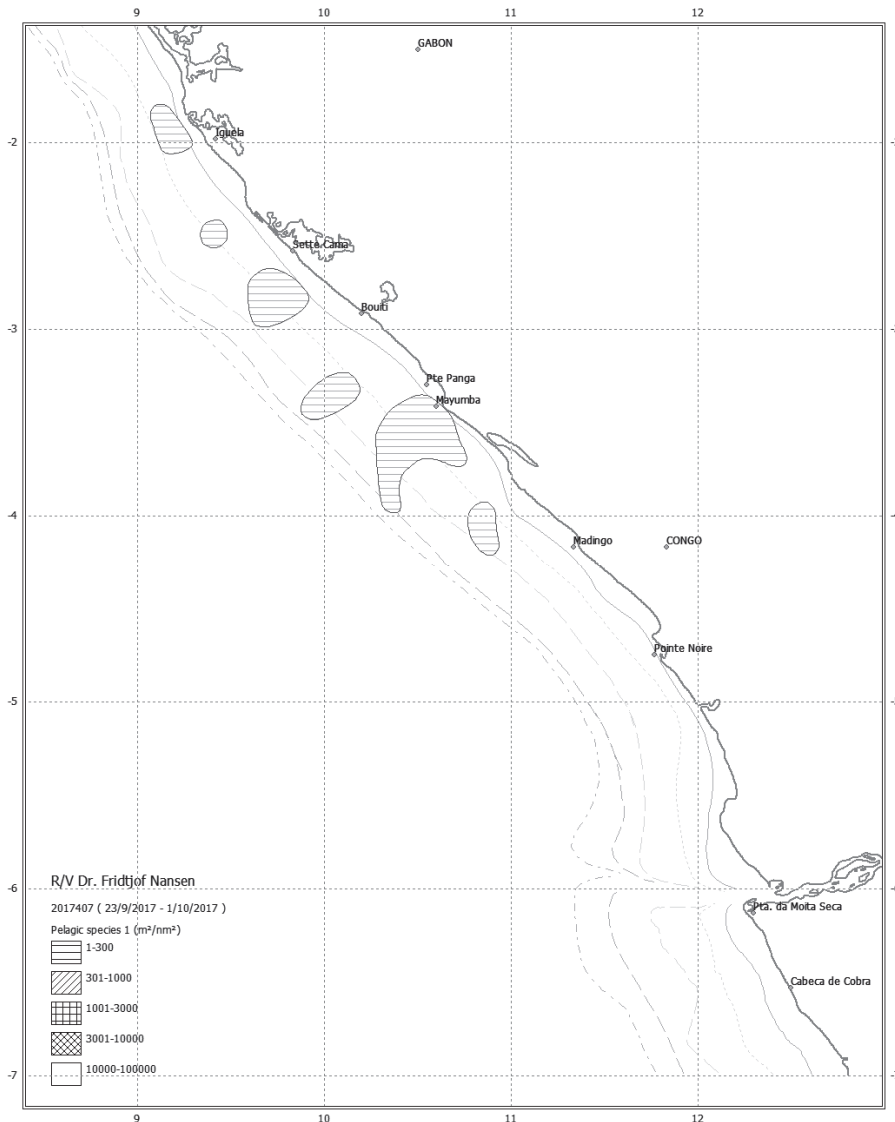 9 10 11 12
GABON
-2
Iguela
Sette Cama
Bouiti
-3
Pte Panga
Mayumba
-4
Madingo CONGO
Pointe Noire
-5
R/V Dr. Fridtjof Nansen
-6
2017407 ( 23/9/2017 - 1/10/2017 )
Pta. da Moita Seca
Pelagic species 1 (m²/nm²)
1-300
301-1000
Cabeca de Cobra
1001-3000
3001-10000
10000-100000
-7
9 10 11 12